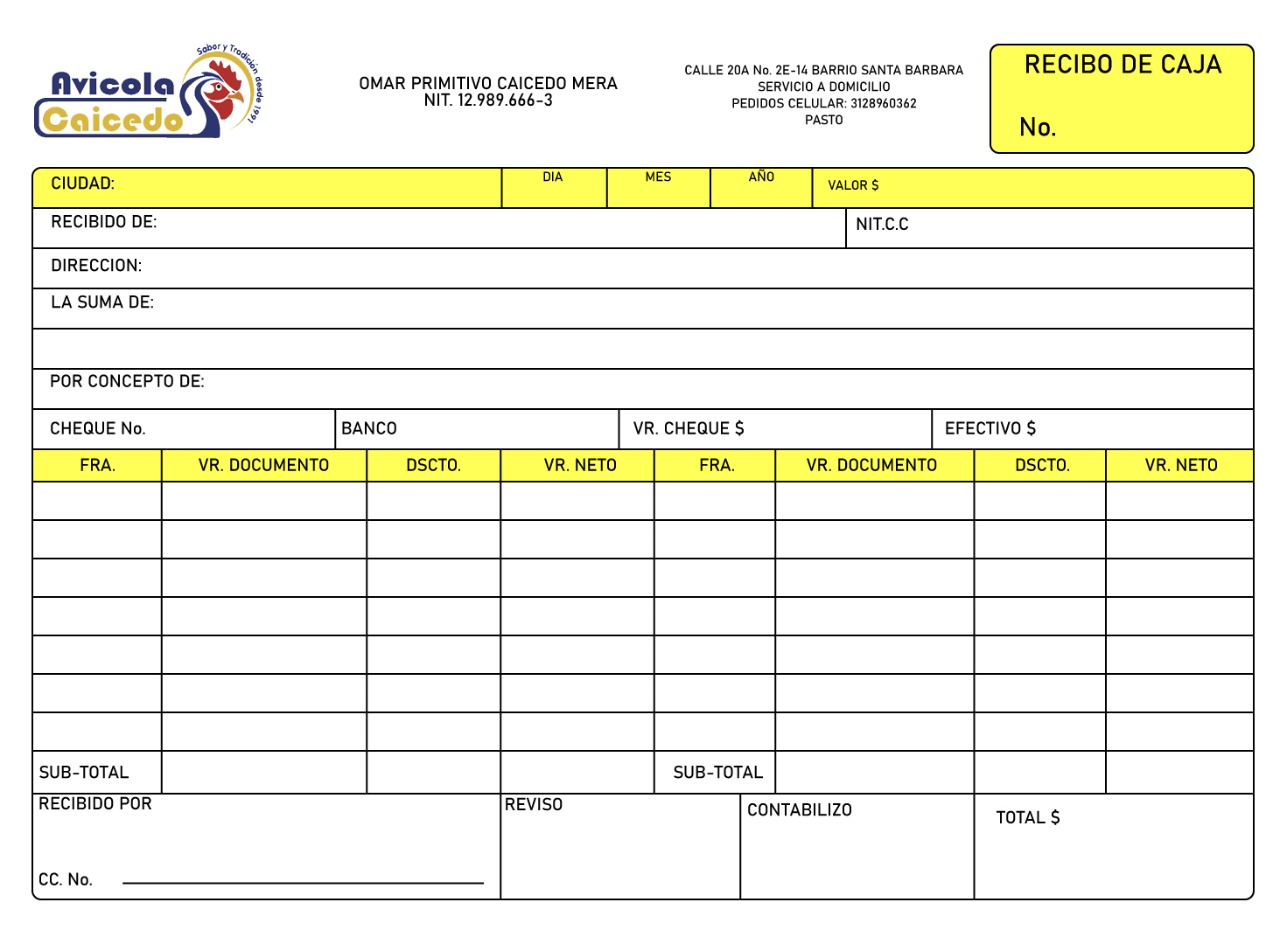 Sabor y Tradición desde 1991
Avicola
Caicedo
OMAR PRIMITIVO CAICEDO MERA
NIT. 12.989.666-3
CALLE 20A No. 2E-14 BARRIO SANTA BARBARA
SERVICIO A DOMICILIO
PEDIDOS CELULAR: 3128960362
PASTO
RECIBO DE CAJA
No.
CIUDAD: DIA MES AÑO VALOR $
RECIBIDO DE: NIT.C.C
DIRECCION:
LA SUMA DE:
POR CONCEPTO DE:
CHEQUE No. BANCO VR. CHEQUE $ EFECTIVO $
FRA. VR. DOCUMENTO DSCTO. VR. NETO FRA. VR. DOCUMENTO DSCTO. VR. NETO
SUB-TOTAL SUB-TOTAL
RECIBIDO POR REVISO CONTABILIZO TOTAL $
CC. No.